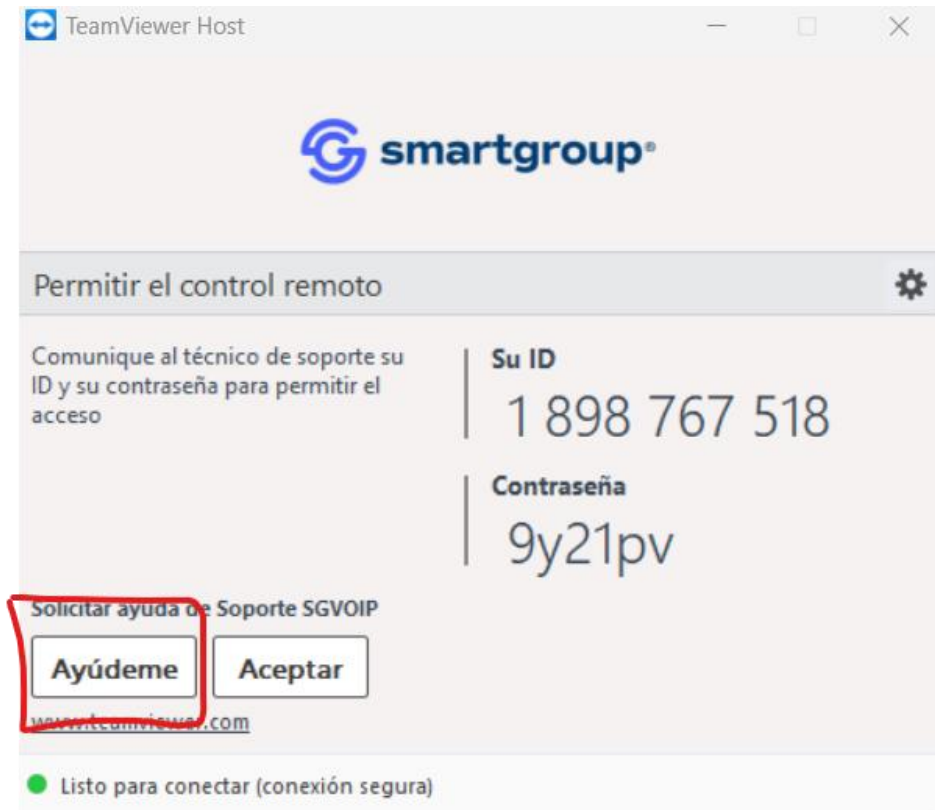 TeamViewer Host
smartgroup®
Permitir el control remoto
Comunique al técnico de soporte su
ID y su contraseña para permitir el
acceso
Su ID
1 898 767 518
Contraseña
9y21pv
Solicitar ayuda de Soporte SGVOIP
Ayúdeme
Aceptar
www.teamviewer.com
Listo para conectar (conexión segura)